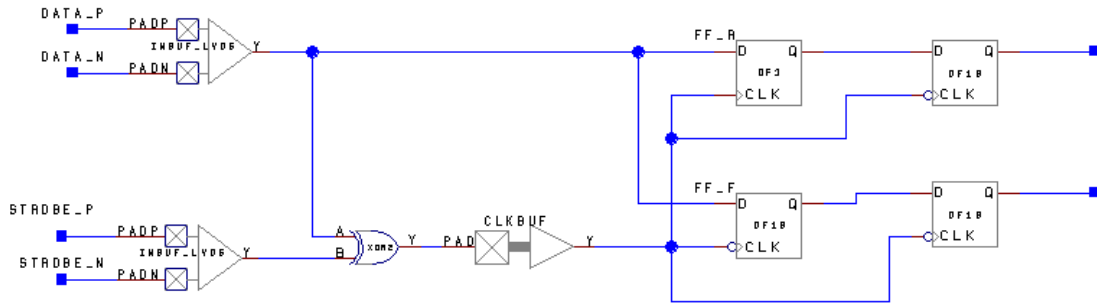 DATA_P
PADP
INBUF_LVDS
Y
DATA_N
PADN
FF_R
D
Q
DF1
CLK
D
Q
DF1B
CLK
STROBE_P
PADP
INBUF_LVDS
Y
STROBE_N
PADN
A
B
XOR2
Y
PAD
CLKBUF
Y
FF_F
D
Q
DF1B
CLK
D
Q
DF1B
CLK